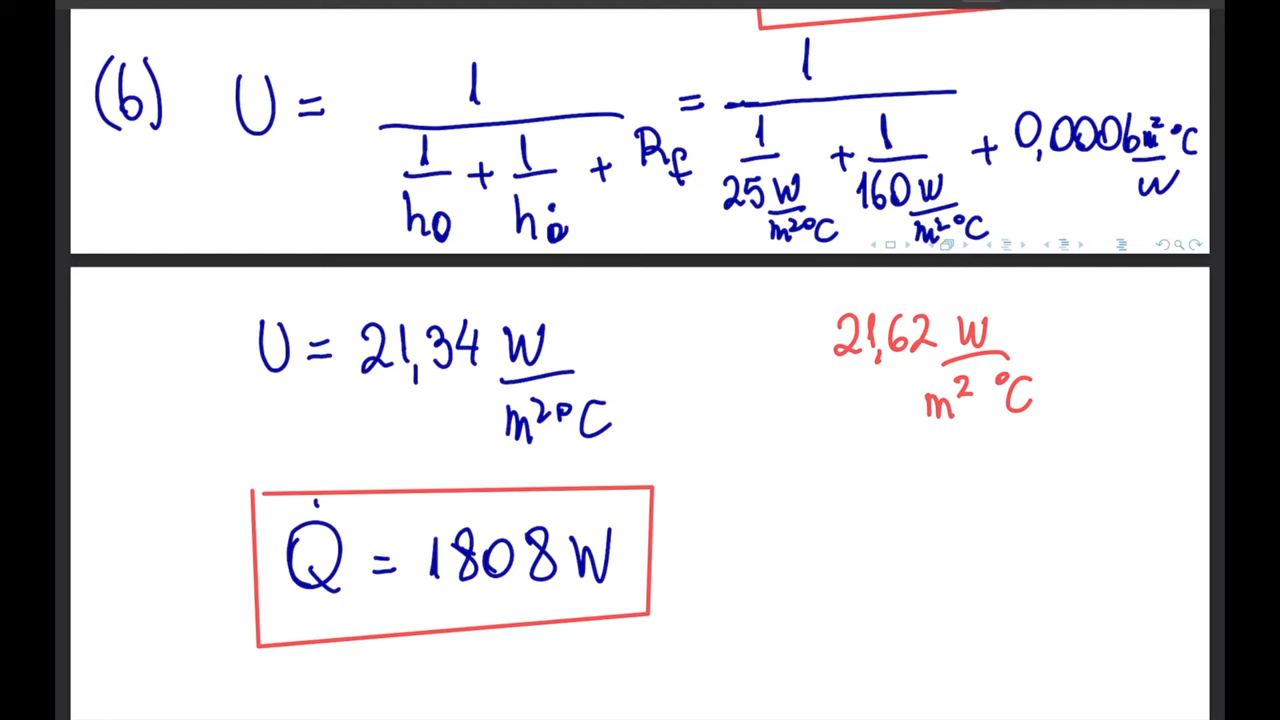 (b) U = 1 / (1/h0 + 1/hi + Rf) = 1 / (1/(25 W/m²°C) + 1/(160 W/m²°C) + 0,0006 m²°C/W)
U = 21,34 W/m²°C
21,62 W/m² °C
Q̇ = 1808 W